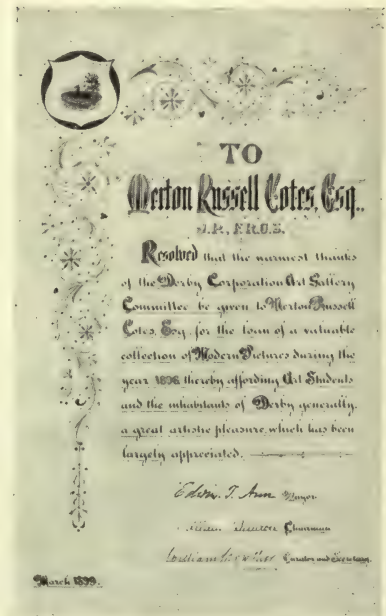 TO
Merton Russell Cotes, Esq.,
J.P., F.R.G.S.
Resolved that the warmest thanks
of the Derby Corporation Art Gallery
Committee be given to Merton Russell
Cotes, Esq., for the loan of a valuable
collection of Modern Pictures during the
year 1898 thereby affording Art Students
and the inhabitants of Derby generally,
a great artistic pleasure, which has been
largely appreciated.
Edwin T. Ann Mayor
Chairman
William Curator and Secretary
March 1899.